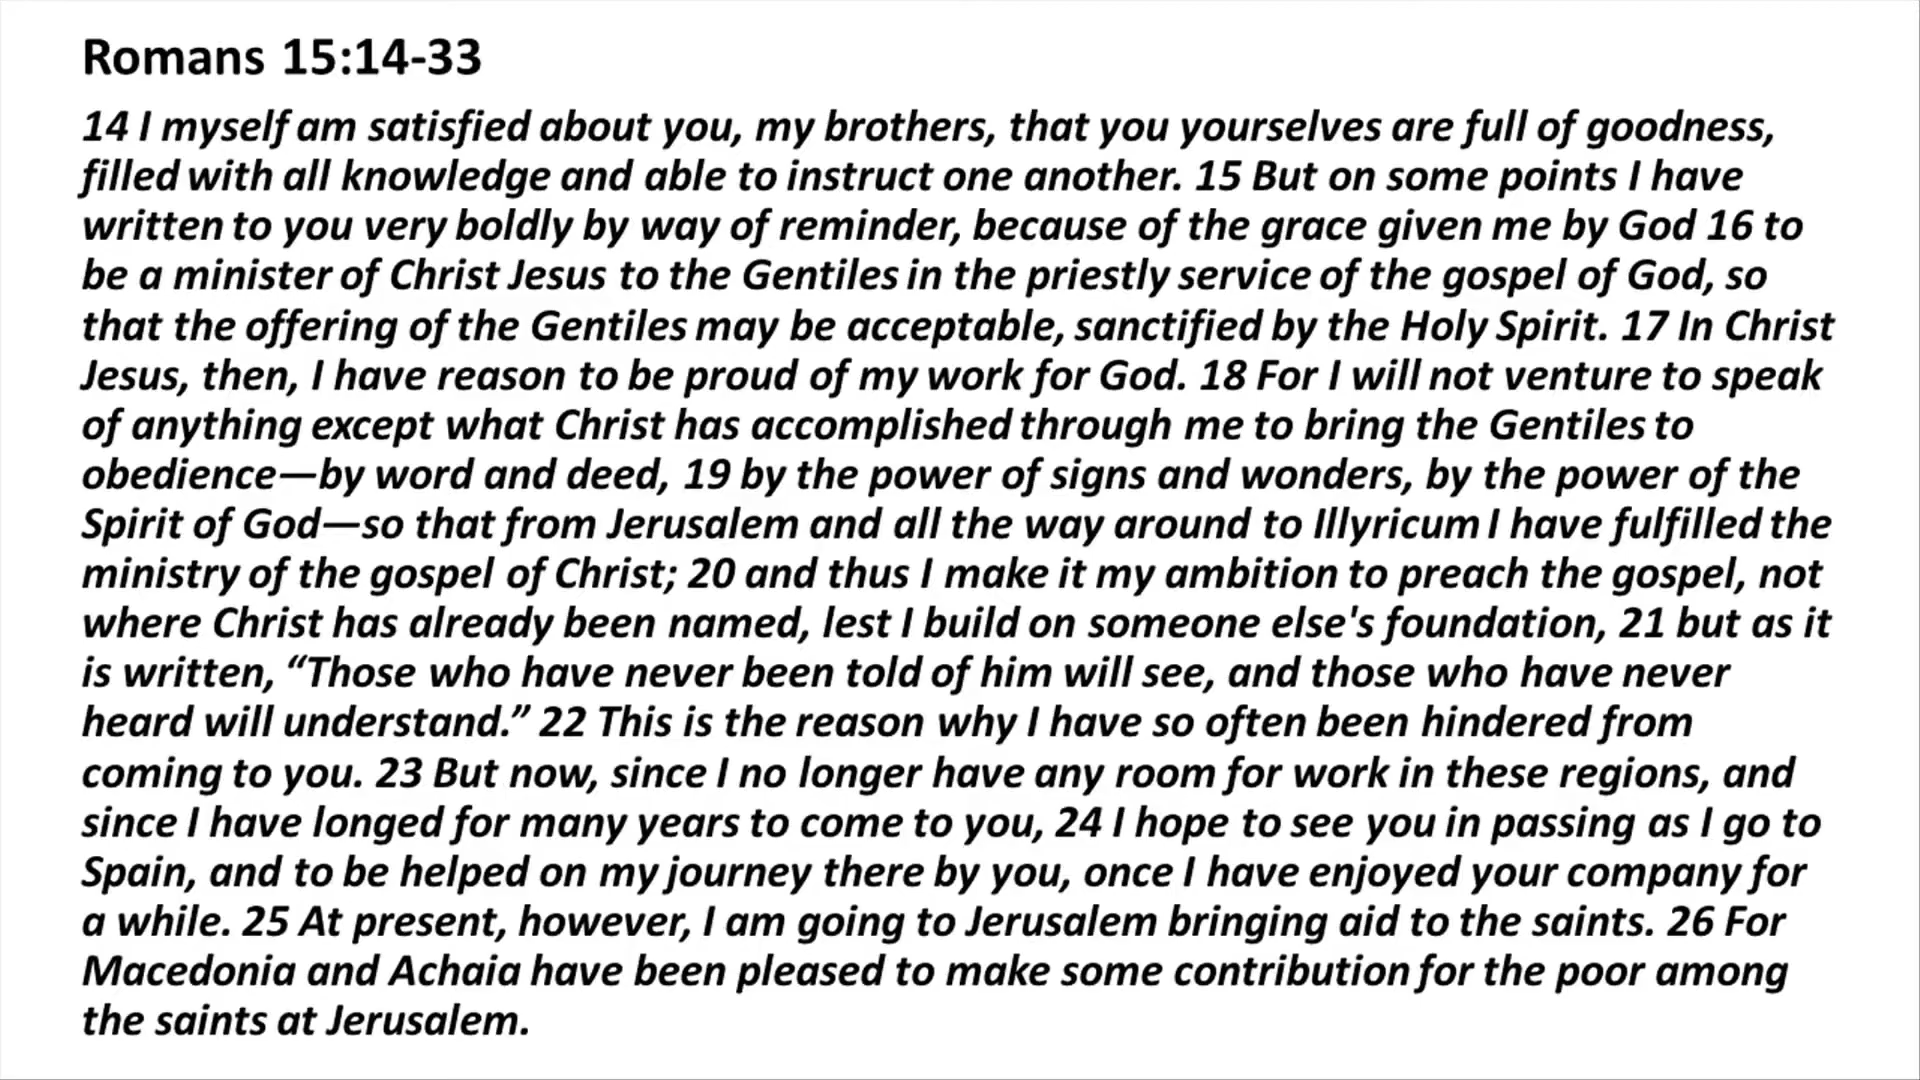 Romans 15:14-33
14 I myself am satisfied about you, my brothers, that you yourselves are full of goodness,
filled with all knowledge and able to instruct one another. 15 But on some points I have
written to you very boldly by way of reminder, because of the grace given me by God 16 to
be a minister of Christ Jesus to the Gentiles in the priestly service of the gospel of God, so
that the offering of the Gentiles may be acceptable, sanctified by the Holy Spirit. 17 In Christ
Jesus, then, I have reason to be proud of my work for God. 18 For I will not venture to speak
of anything except what Christ has accomplished through me to bring the Gentiles to
obedience—by word and deed, 19 by the power of signs and wonders, by the power of the
Spirit of God—so that from Jerusalem and all the way around to Illyricum I have fulfilled the
ministry of the gospel of Christ; 20 and thus I make it my ambition to preach the gospel, not
where Christ has already been named, lest I build on someone else's foundation, 21 but as it
is written, “Those who have never been told of him will see, and those who have never
heard will understand.” 22 This is the reason why I have so often been hindered from
coming to you. 23 But now, since I no longer have any room for work in these regions, and
since I have longed for many years to come to you, 24 I hope to see you in passing as I go to
Spain, and to be helped on my journey there by you, once I have enjoyed your company for
a while. 25 At present, however, I am going to Jerusalem bringing aid to the saints. 26 For
Macedonia and Achaia have been pleased to make some contribution for the poor among
the saints at Jerusalem.